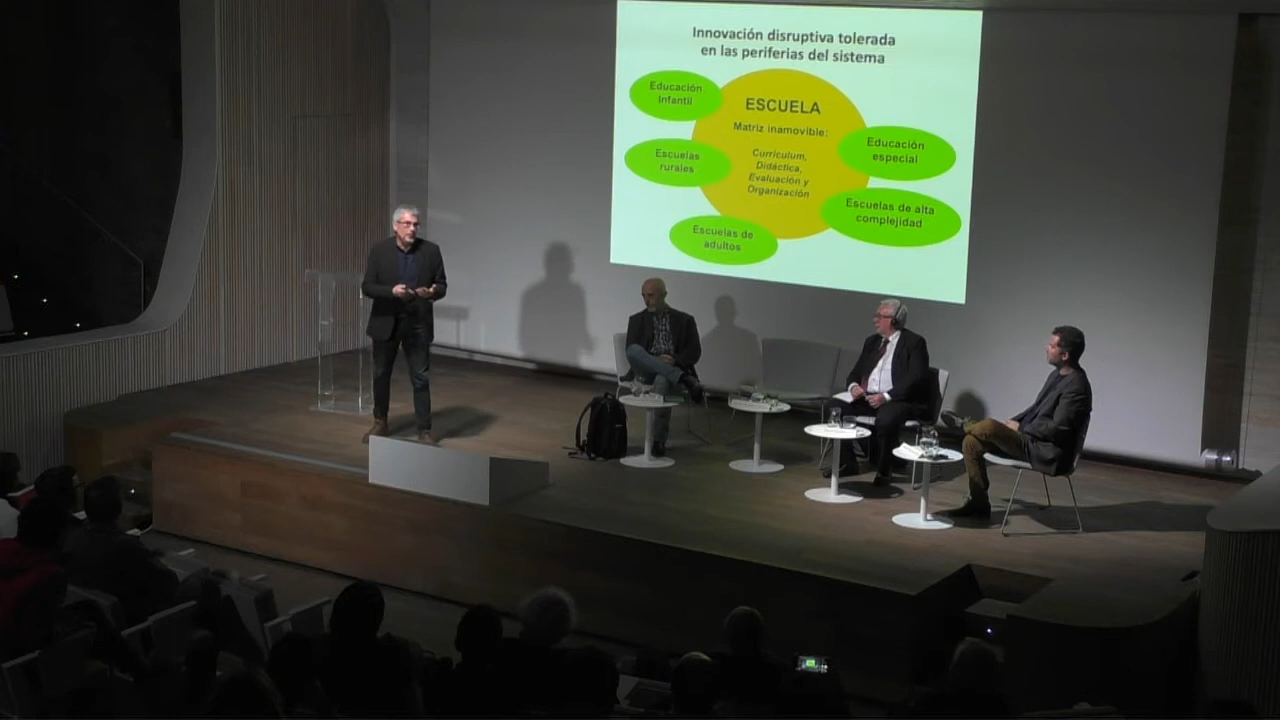 Innovación disruptiva tolerada
en las periferias del sistema
Educación
Infantil
ESCUELA
Matriz inamovible:
Curriculum,
Didáctica,
Evaluación y
Organización
Educación
especial
Escuelas
rurales
Escuelas de alta
complejidad
Escuelas de
adultos